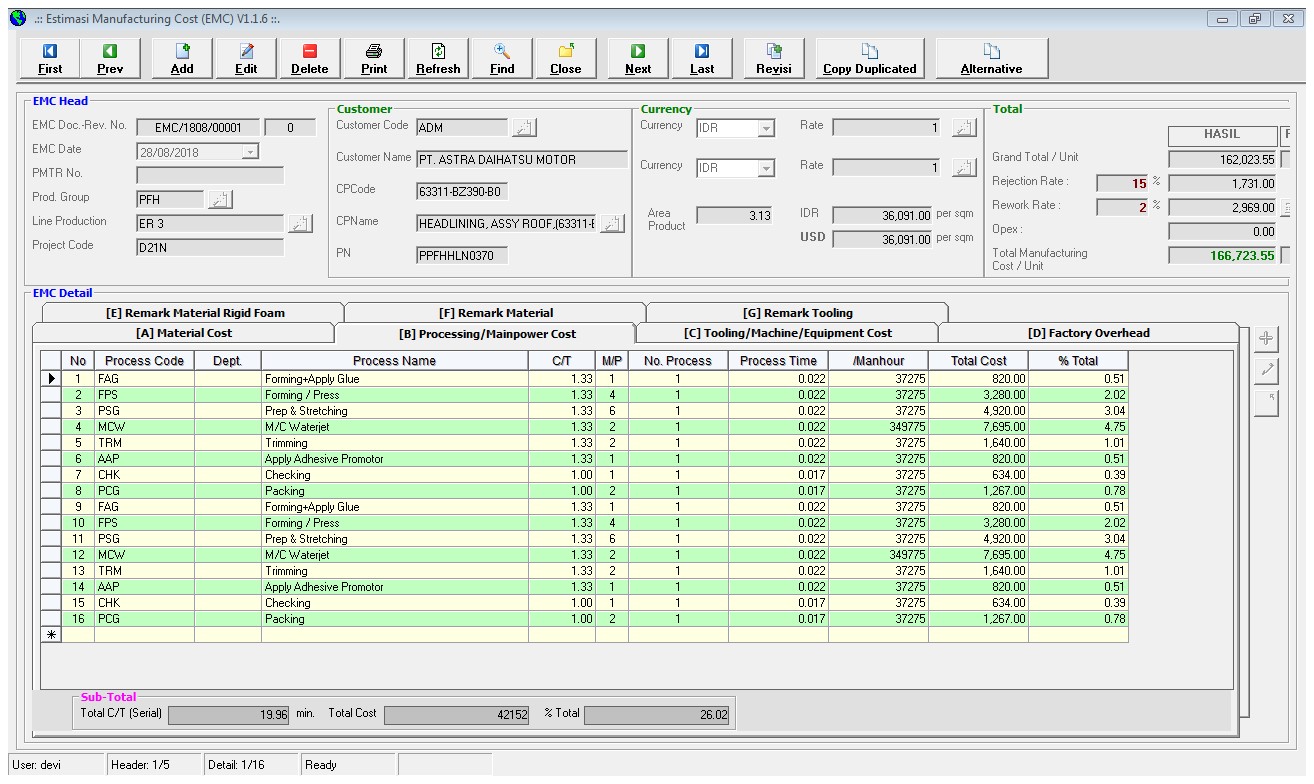 .:: Estimasi Manufacturing Cost (EMC) V1.1.6 ::.
First Prev Add Edit Delete Print Refresh Find Close Next Last Revisi Copy Duplicated Alternative
EMC Head
EMC Doc.-Rev. No. EMC/1808/00001 0
EMC Date 28/08/2018
PMTR No.
Prod. Group PFH
Line Production ER 3
Project Code D21N
Customer
Customer Code ADM
Customer Name PT. ASTRA DAIHATSU MOTOR
CPCode 63311-BZ390-B0
CPName HEADLINING, ASSY ROOF,(63311-
PN PPFHHLN0370
Currency
Currency IDR Rate 1
Currency IDR Rate 1
Area Product 3.13 IDR 36,091.00 per sqm
USD 36,091.00 per sqm
Total
HASIL
Grand Total / Unit 162,023.55
Rejection Rate : 15 % 1,731.00
Rework Rate : 2 % 2,969.00
Opex : 0.00
Total Manufacturing Cost / Unit 166,723.55
EMC Detail
[E] Remark Material Rigid Foam [F] Remark Material [G] Remark Tooling
[A] Material Cost [B] Processing/Mainpower Cost [C] Tooling/Machine/Equipment Cost [D] Factory Overhead
No Process Code Dept. Process Name C/T M/P No. Process Process Time /Manhour Total Cost % Total
1 FAG Forming+Apply Glue 1.33 1 1 0.022 37275 820.00 0.51
2 FPS Forming / Press 1.33 4 1 0.022 37275 3,280.00 2.02
3 PSG Prep & Stretching 1.33 6 1 0.022 37275 4,920.00 3.04
4 MCW M/C Waterjet 1.33 2 1 0.022 349775 7,695.00 4.75
5 TRM Trimming 1.33 2 1 0.022 37275 1,640.00 1.01
6 AAP Apply Adhesive Promotor 1.33 1 1 0.022 37275 820.00 0.51
7 CHK Checking 1.00 1 1 0.017 37275 634.00 0.39
8 PCG Packing 1.00 2 1 0.017 37275 1,267.00 0.78
9 FAG Forming+Apply Glue 1.33 1 1 0.022 37275 820.00 0.51
10 FPS Forming / Press 1.33 4 1 0.022 37275 3,280.00 2.02
11 PSG Prep & Stretching 1.33 6 1 0.022 37275 4,920.00 3.04
12 MCW M/C Waterjet 1.33 2 1 0.022 349775 7,695.00 4.75
13 TRM Trimming 1.33 2 1 0.022 37275 1,640.00 1.01
14 AAP Apply Adhesive Promotor 1.33 1 1 0.022 37275 820.00 0.51
15 CHK Checking 1.00 1 1 0.017 37275 634.00 0.39
16 PCG Packing 1.00 2 1 0.017 37275 1,267.00 0.78
Sub-Total
Total C/T (Serial) 19.96 min. Total Cost 42152 % Total 26.02
User: devi Header: 1/5 Detail: 1/16 Ready